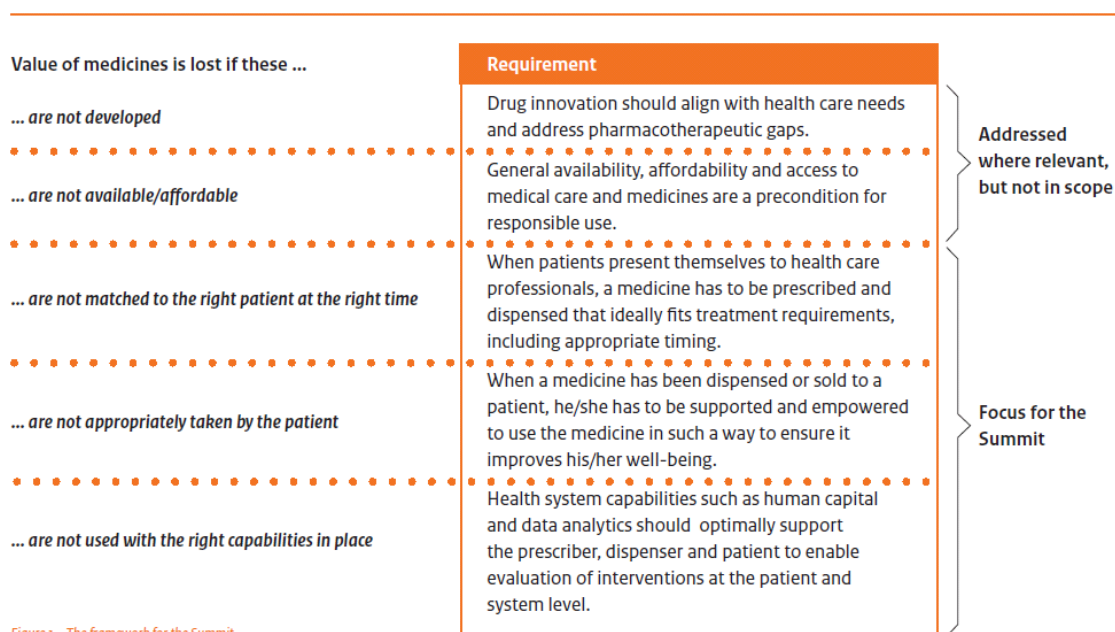 Value of medicines is lost if these ...
Requirement
... are not developed
Drug innovation should align with health care needs
and address pharmacotherapeutic gaps.
... are not available/affordable
General availability, affordability and access to
medical care and medicines are a precondition for
responsible use.
Addressed
where relevant,
but not in scope
... are not matched to the right patient at the right time
When patients present themselves to health care
professionals, a medicine has to be prescribed and
dispensed that ideally fits treatment requirements,
including appropriate timing.
... are not appropriately taken by the patient
When a medicine has been dispensed or sold to a
patient, he/she has to be supported and empowered
to use the medicine in such a way to ensure it
improves his/her well-being.
... are not used with the right capabilities in place
Health system capabilities such as human capital
and data analytics should optimally support
the prescriber, dispenser and patient to enable
evaluation of interventions at the patient and
system level.
Focus for the
Summit
The framework for the Summit